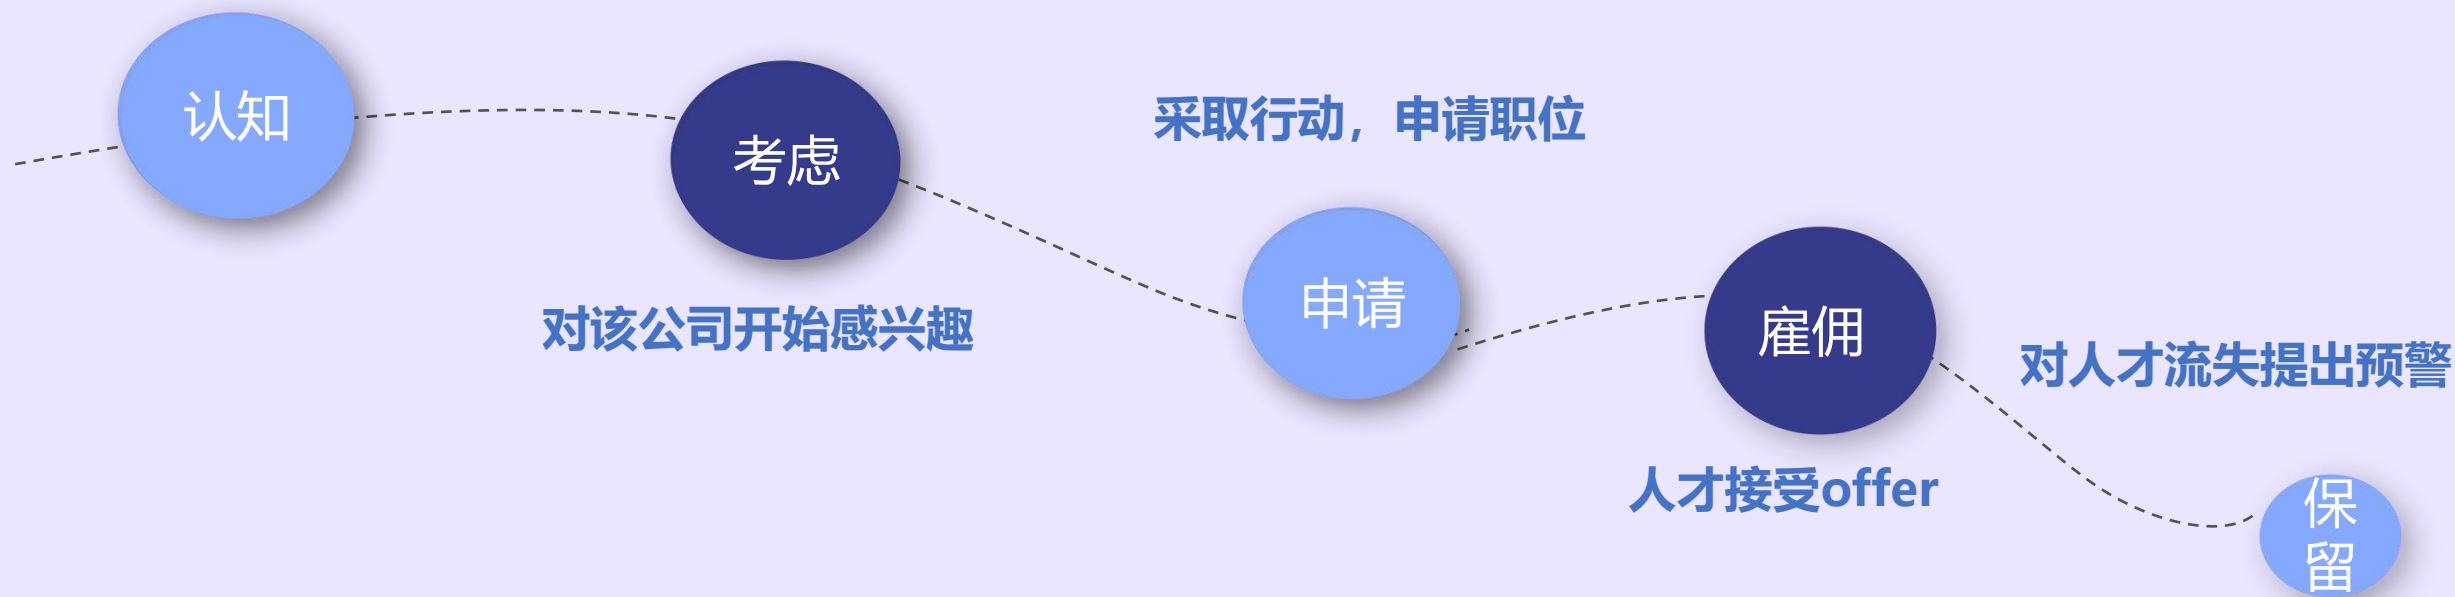 认知
考虑
对该公司开始感兴趣
采取行动，申请职位
申请
雇佣
人才接受offer
对人才流失提出预警
保
留